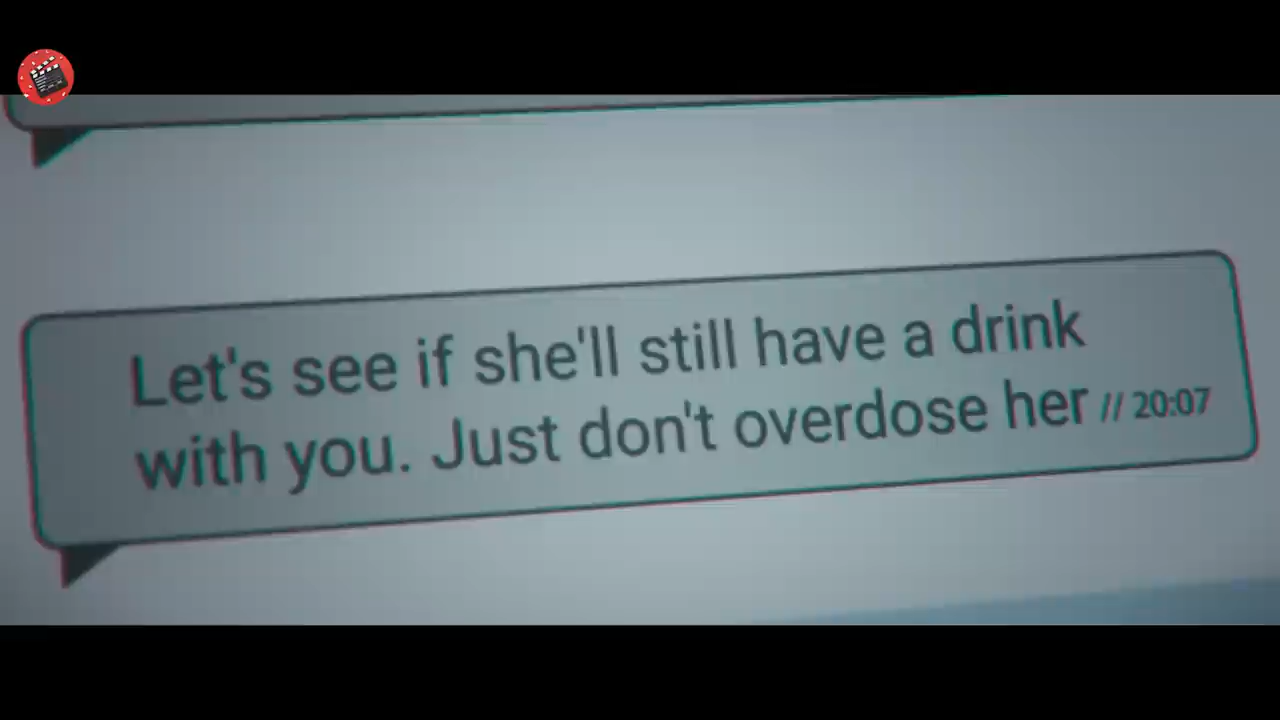 Let's see if she'll still have a drink
with you. Just don't overdose her // 20:07